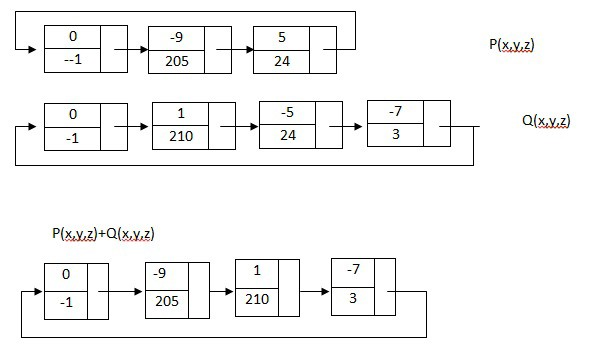 0 -9 5
--1 205 24
P(x,y,z)
0 1 -5 -7
-1 210 24 3
Q(x,y,z)
P(x,y,z)+Q(x,y,z)
0 -9 1 -7
-1 205 210 3